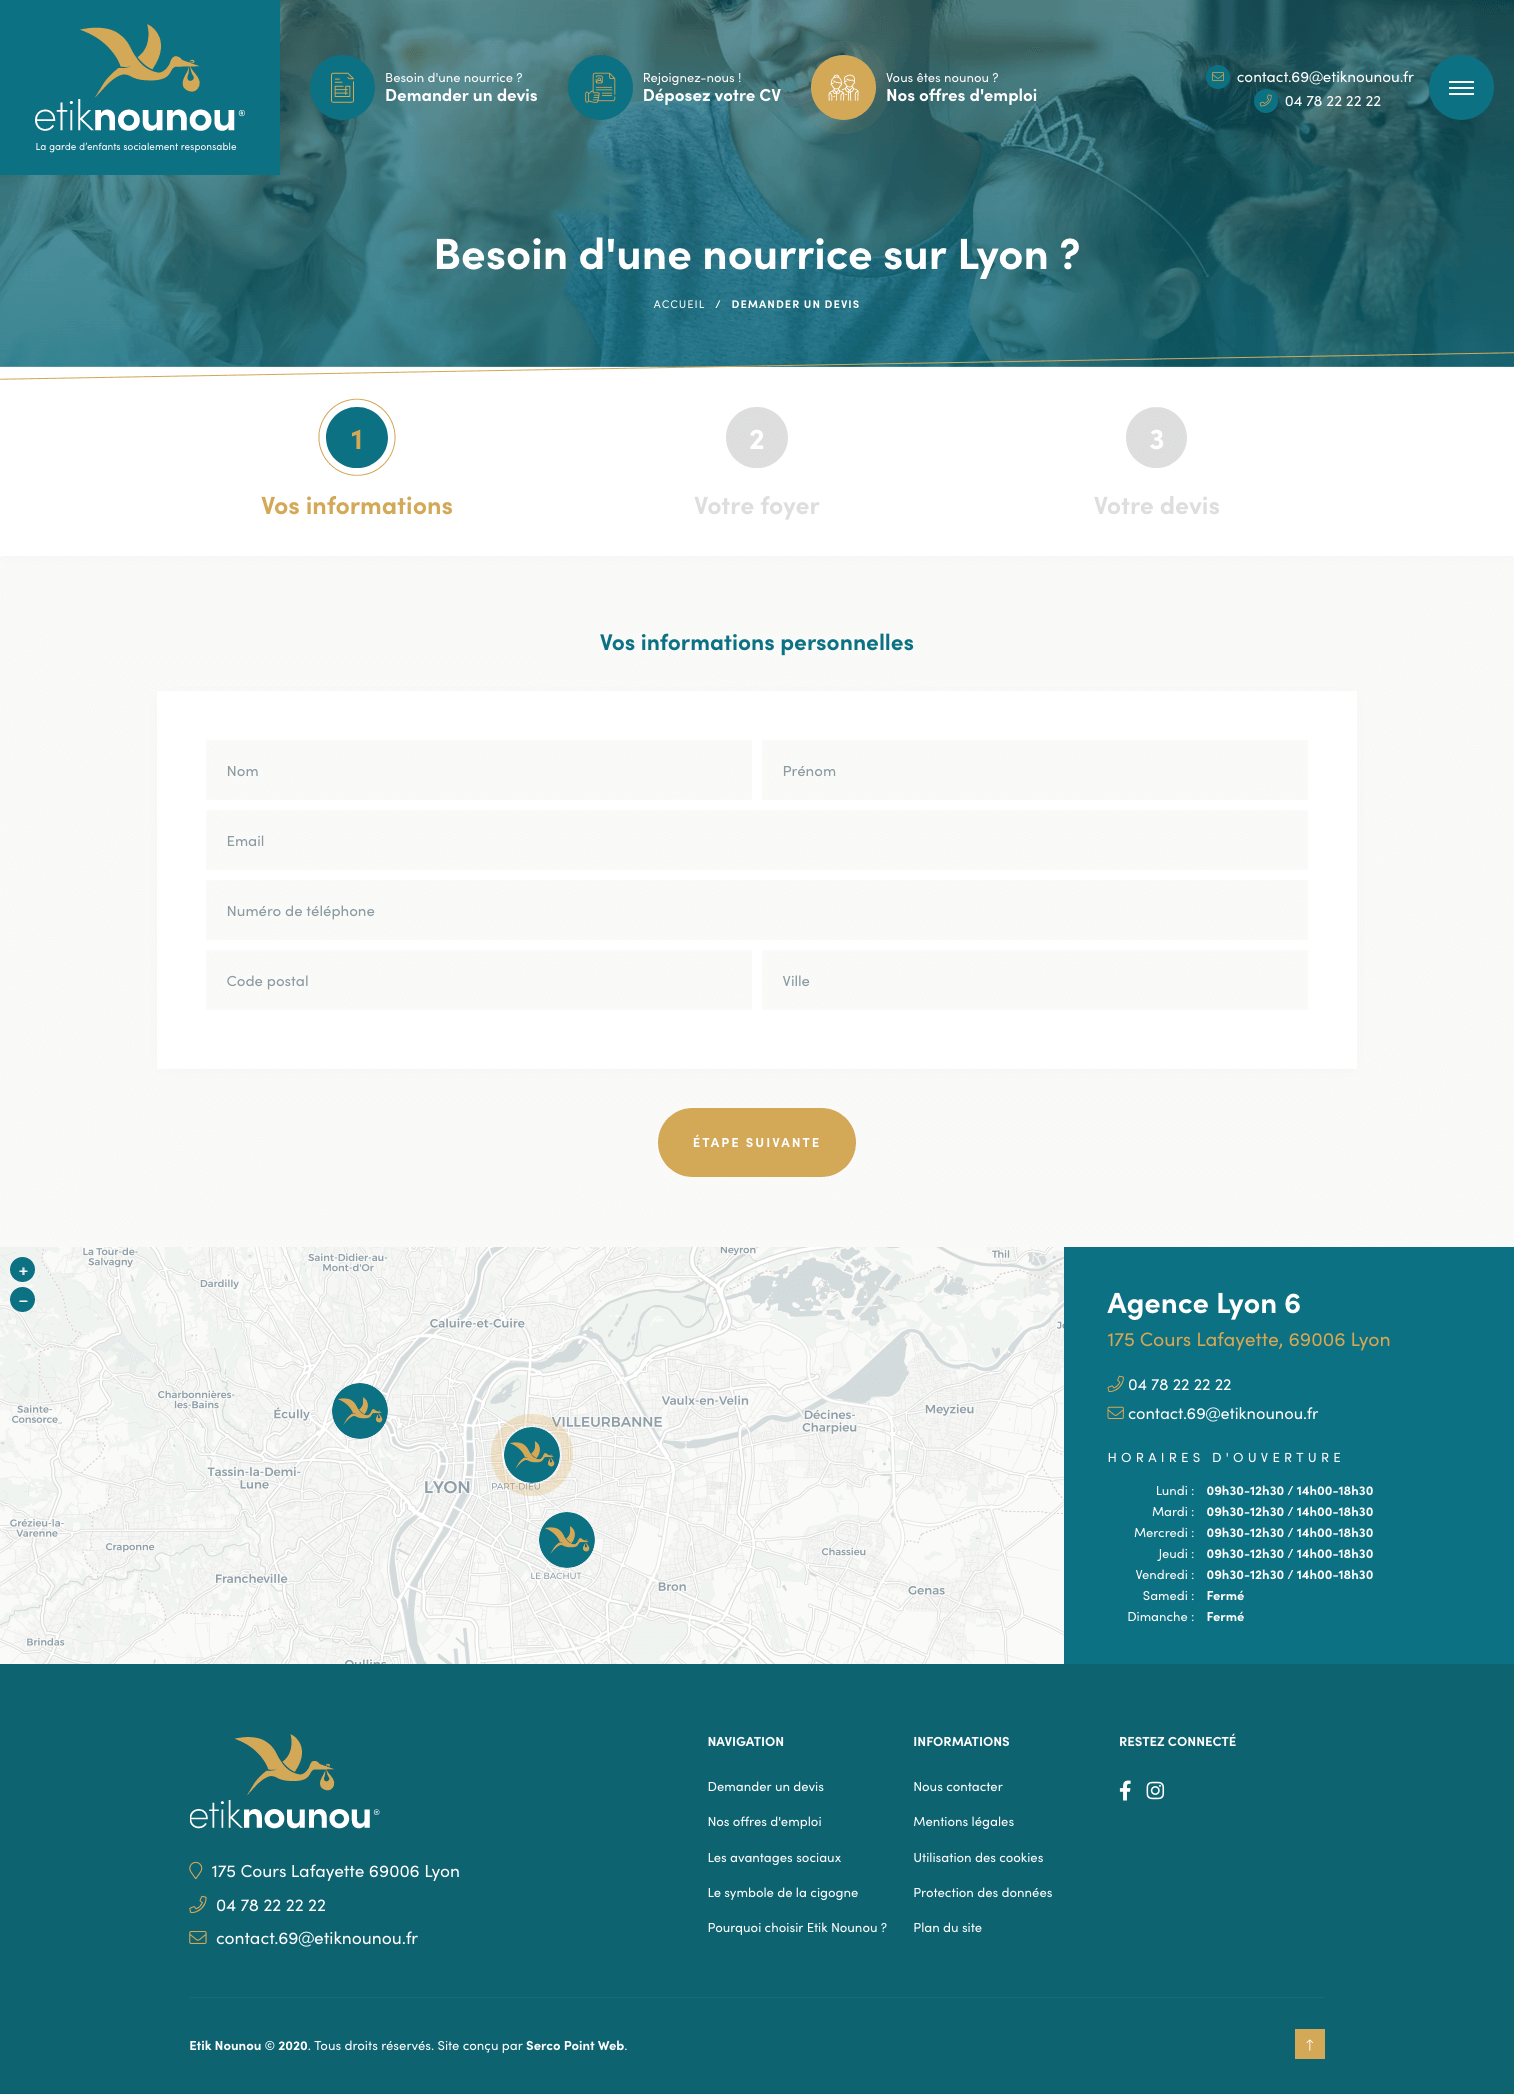 etiknounou®
La garde d'enfants socialement responsable
Besoin d'une nourrice ?
Demander un devis
Rejoignez-nous !
Déposez votre CV
Vous êtes nounou ?
Nos offres d'emploi
contact.69@etiknounou.fr
04 78 22 22 22
Besoin d'une nourrice sur Lyon ?
ACCUEIL / DEMANDER UN DEVIS
1
Vos informations
2
Votre foyer
3
Votre devis
Vos informations personnelles
Nom
Prénom
Email
Numéro de téléphone
Code postal
Ville
ÉTAPE SUIVANTE
+
−
La Tour-de-
Salvagny
Saint-Didier-au-
Mont-d'Or
Neyron
Thil
Dardilly
Caluire-et-Cuire
Charbonnières-
les-Bains
Sainte-
Consorce
Écully
Vaulx-en-Velin
VILLEURBANNE
Décines-
Charpieu
Meyzieu
Tassin-la-Demi-
Lune
LYON
PART-DIEU
Grézieu-la-
Varenne
Craponne
Chassieu
Francheville
LE BACHUT
Bron
Genas
Brindas
Oullins
Agence Lyon 6
175 Cours Lafayette, 69006 Lyon
04 78 22 22 22
contact.69@etiknounou.fr
HORAIRES D'OUVERTURE
Lundi : 09h30-12h30 / 14h00-18h30
Mardi : 09h30-12h30 / 14h00-18h30
Mercredi : 09h30-12h30 / 14h00-18h30
Jeudi : 09h30-12h30 / 14h00-18h30
Vendredi : 09h30-12h30 / 14h00-18h30
Samedi : Fermé
Dimanche : Fermé
etiknounou®
175 Cours Lafayette 69006 Lyon
04 78 22 22 22
contact.69@etiknounou.fr
NAVIGATION
Demander un devis
Nos offres d'emploi
Les avantages sociaux
Le symbole de la cigogne
Pourquoi choisir Etik Nounou ?
INFORMATIONS
Nous contacter
Mentions légales
Utilisation des cookies
Protection des données
Plan du site
RESTEZ CONNECTÉ
Etik Nounou © 2020. Tous droits réservés. Site conçu par Serco Point Web.